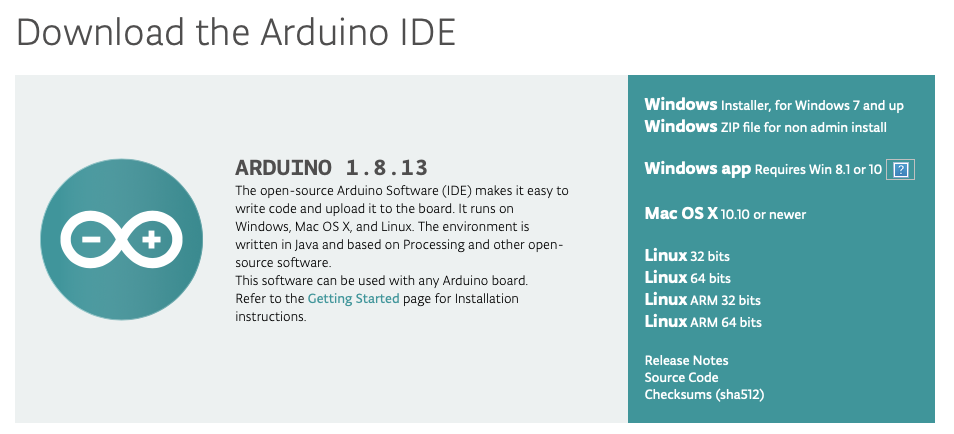 Download the Arduino IDE
ARDUINO 1.8.13
The open-source Arduino Software (IDE) makes it easy to
write code and upload it to the board. It runs on
Windows, Mac OS X, and Linux. The environment is
written in Java and based on Processing and other open-
source software.
This software can be used with any Arduino board.
Refer to the Getting Started page for Installation
instructions.
Windows Installer, for Windows 7 and up
Windows ZIP file for non admin install
Windows app Requires Win 8.1 or 10 ?
Mac OS X 10.10 or newer
Linux 32 bits
Linux 64 bits
Linux ARM 32 bits
Linux ARM 64 bits
Release Notes
Source Code
Checksums (sha512)